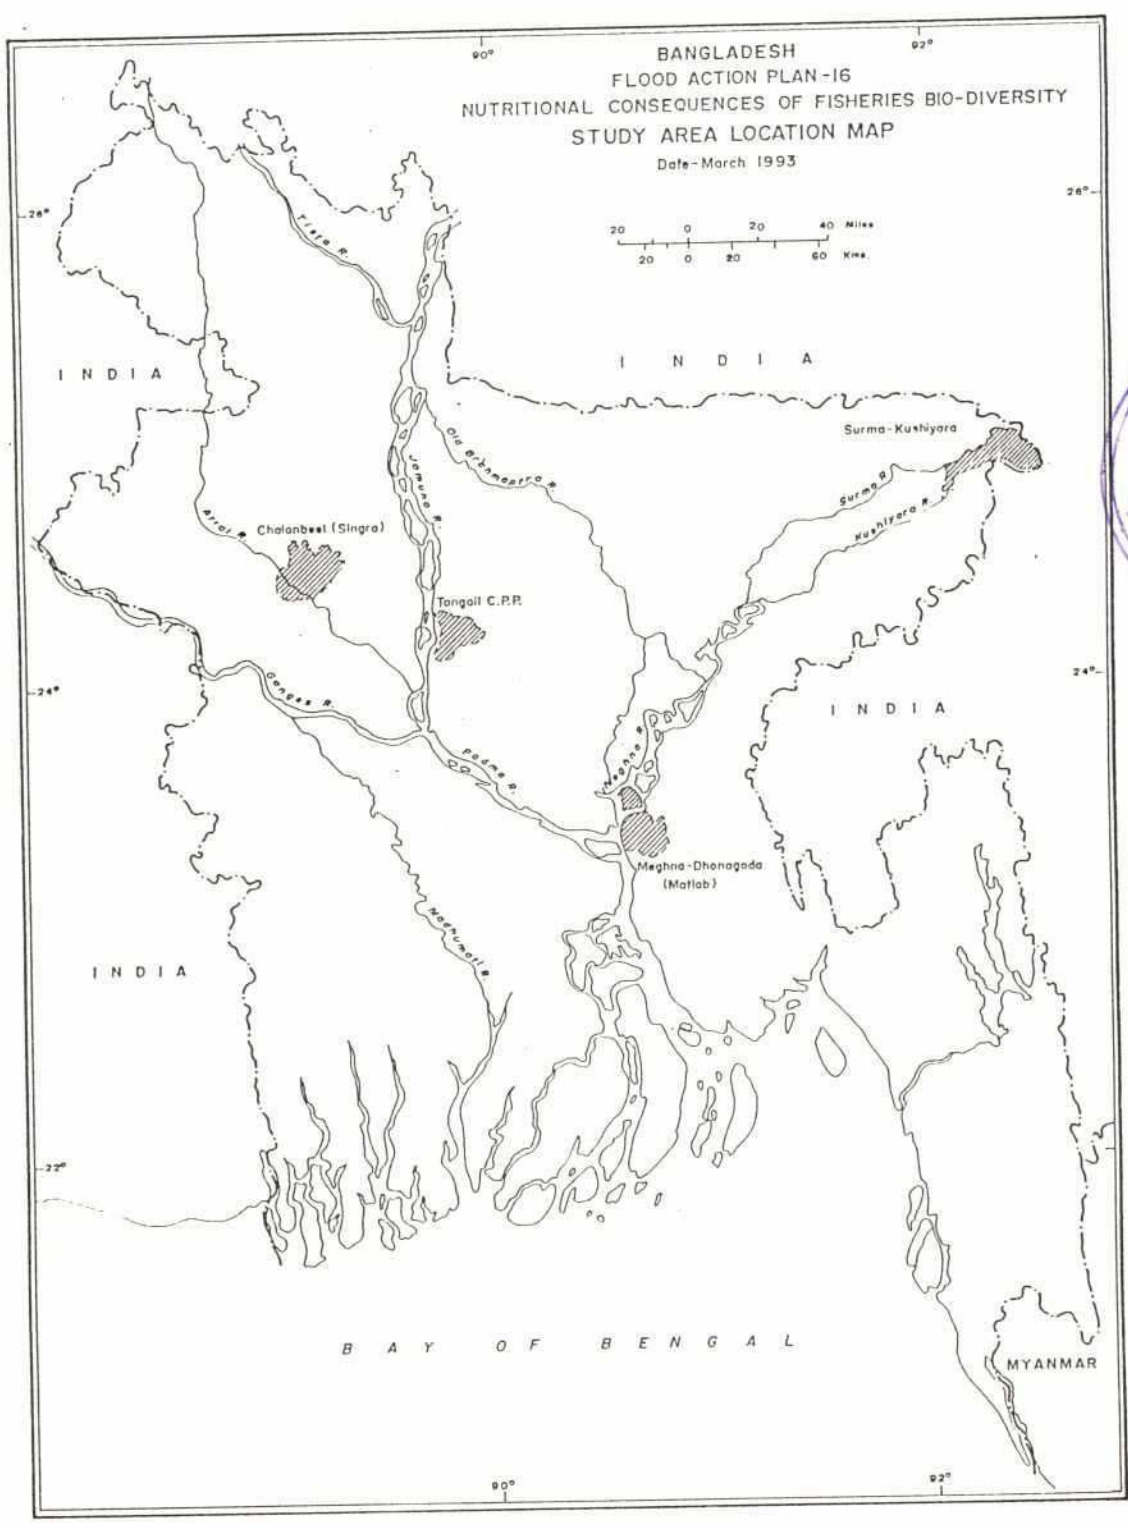 90°
92°
BANGLADESH
FLOOD ACTION PLAN-16
NUTRITIONAL CONSEQUENCES OF FISHERIES BIO-DIVERSITY
STUDY AREA LOCATION MAP
Date-March 1993
26°
26°
20 0 20 40 Miles
20 0 20 60 Kms.
Tista R.
INDIA
INDIA
Surma-Kushiyara
Old Brahmaputra R.
Jamuna R.
Surma R.
Kushiyara R.
Atrai R.
Chalanbeel (Singra)
Tangail C.P.P.
24°
24°
Ganges R.
INDIA
Padma R.
Meghna R.
Meghna-Dhonagoda
(Matlab)
Madhumati R.
INDIA
22°
BAY OF BENGAL
MYANMAR
90°
92°